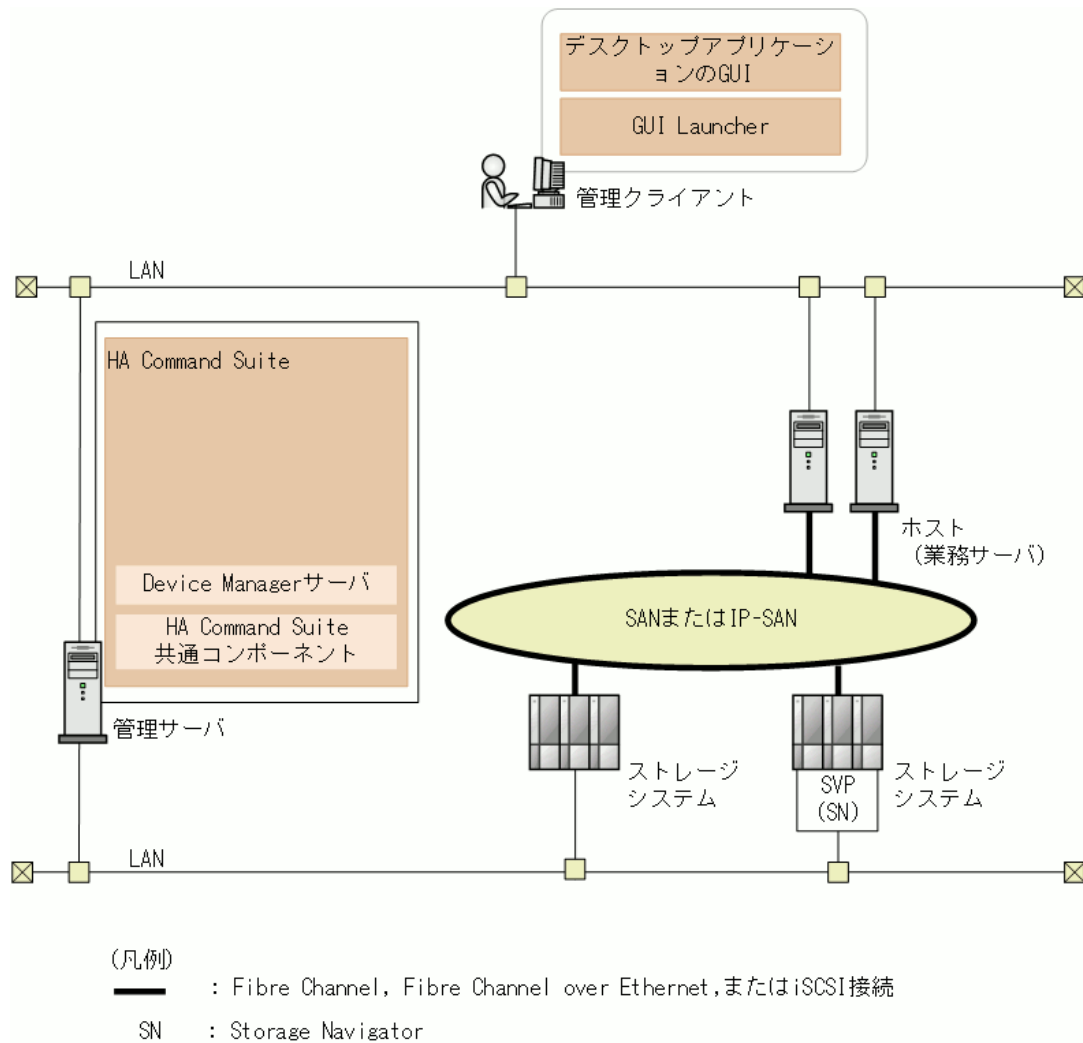 デスクトップアプリケーシ
ョンのGUI
GUI Launcher
管理クライアント
LAN
HA Command Suite
Device Managerサーバ
HA Command Suite
共通コンポーネント
管理サーバ
ホスト
(業務サーバ)
SANまたはIP-SAN
ストレージ
システム
SVP
(SN)
ストレージ
システム
LAN
(凡例)
: Fibre Channel, Fibre Channel over Ethernet,またはiSCSI接続
SN : Storage Navigator